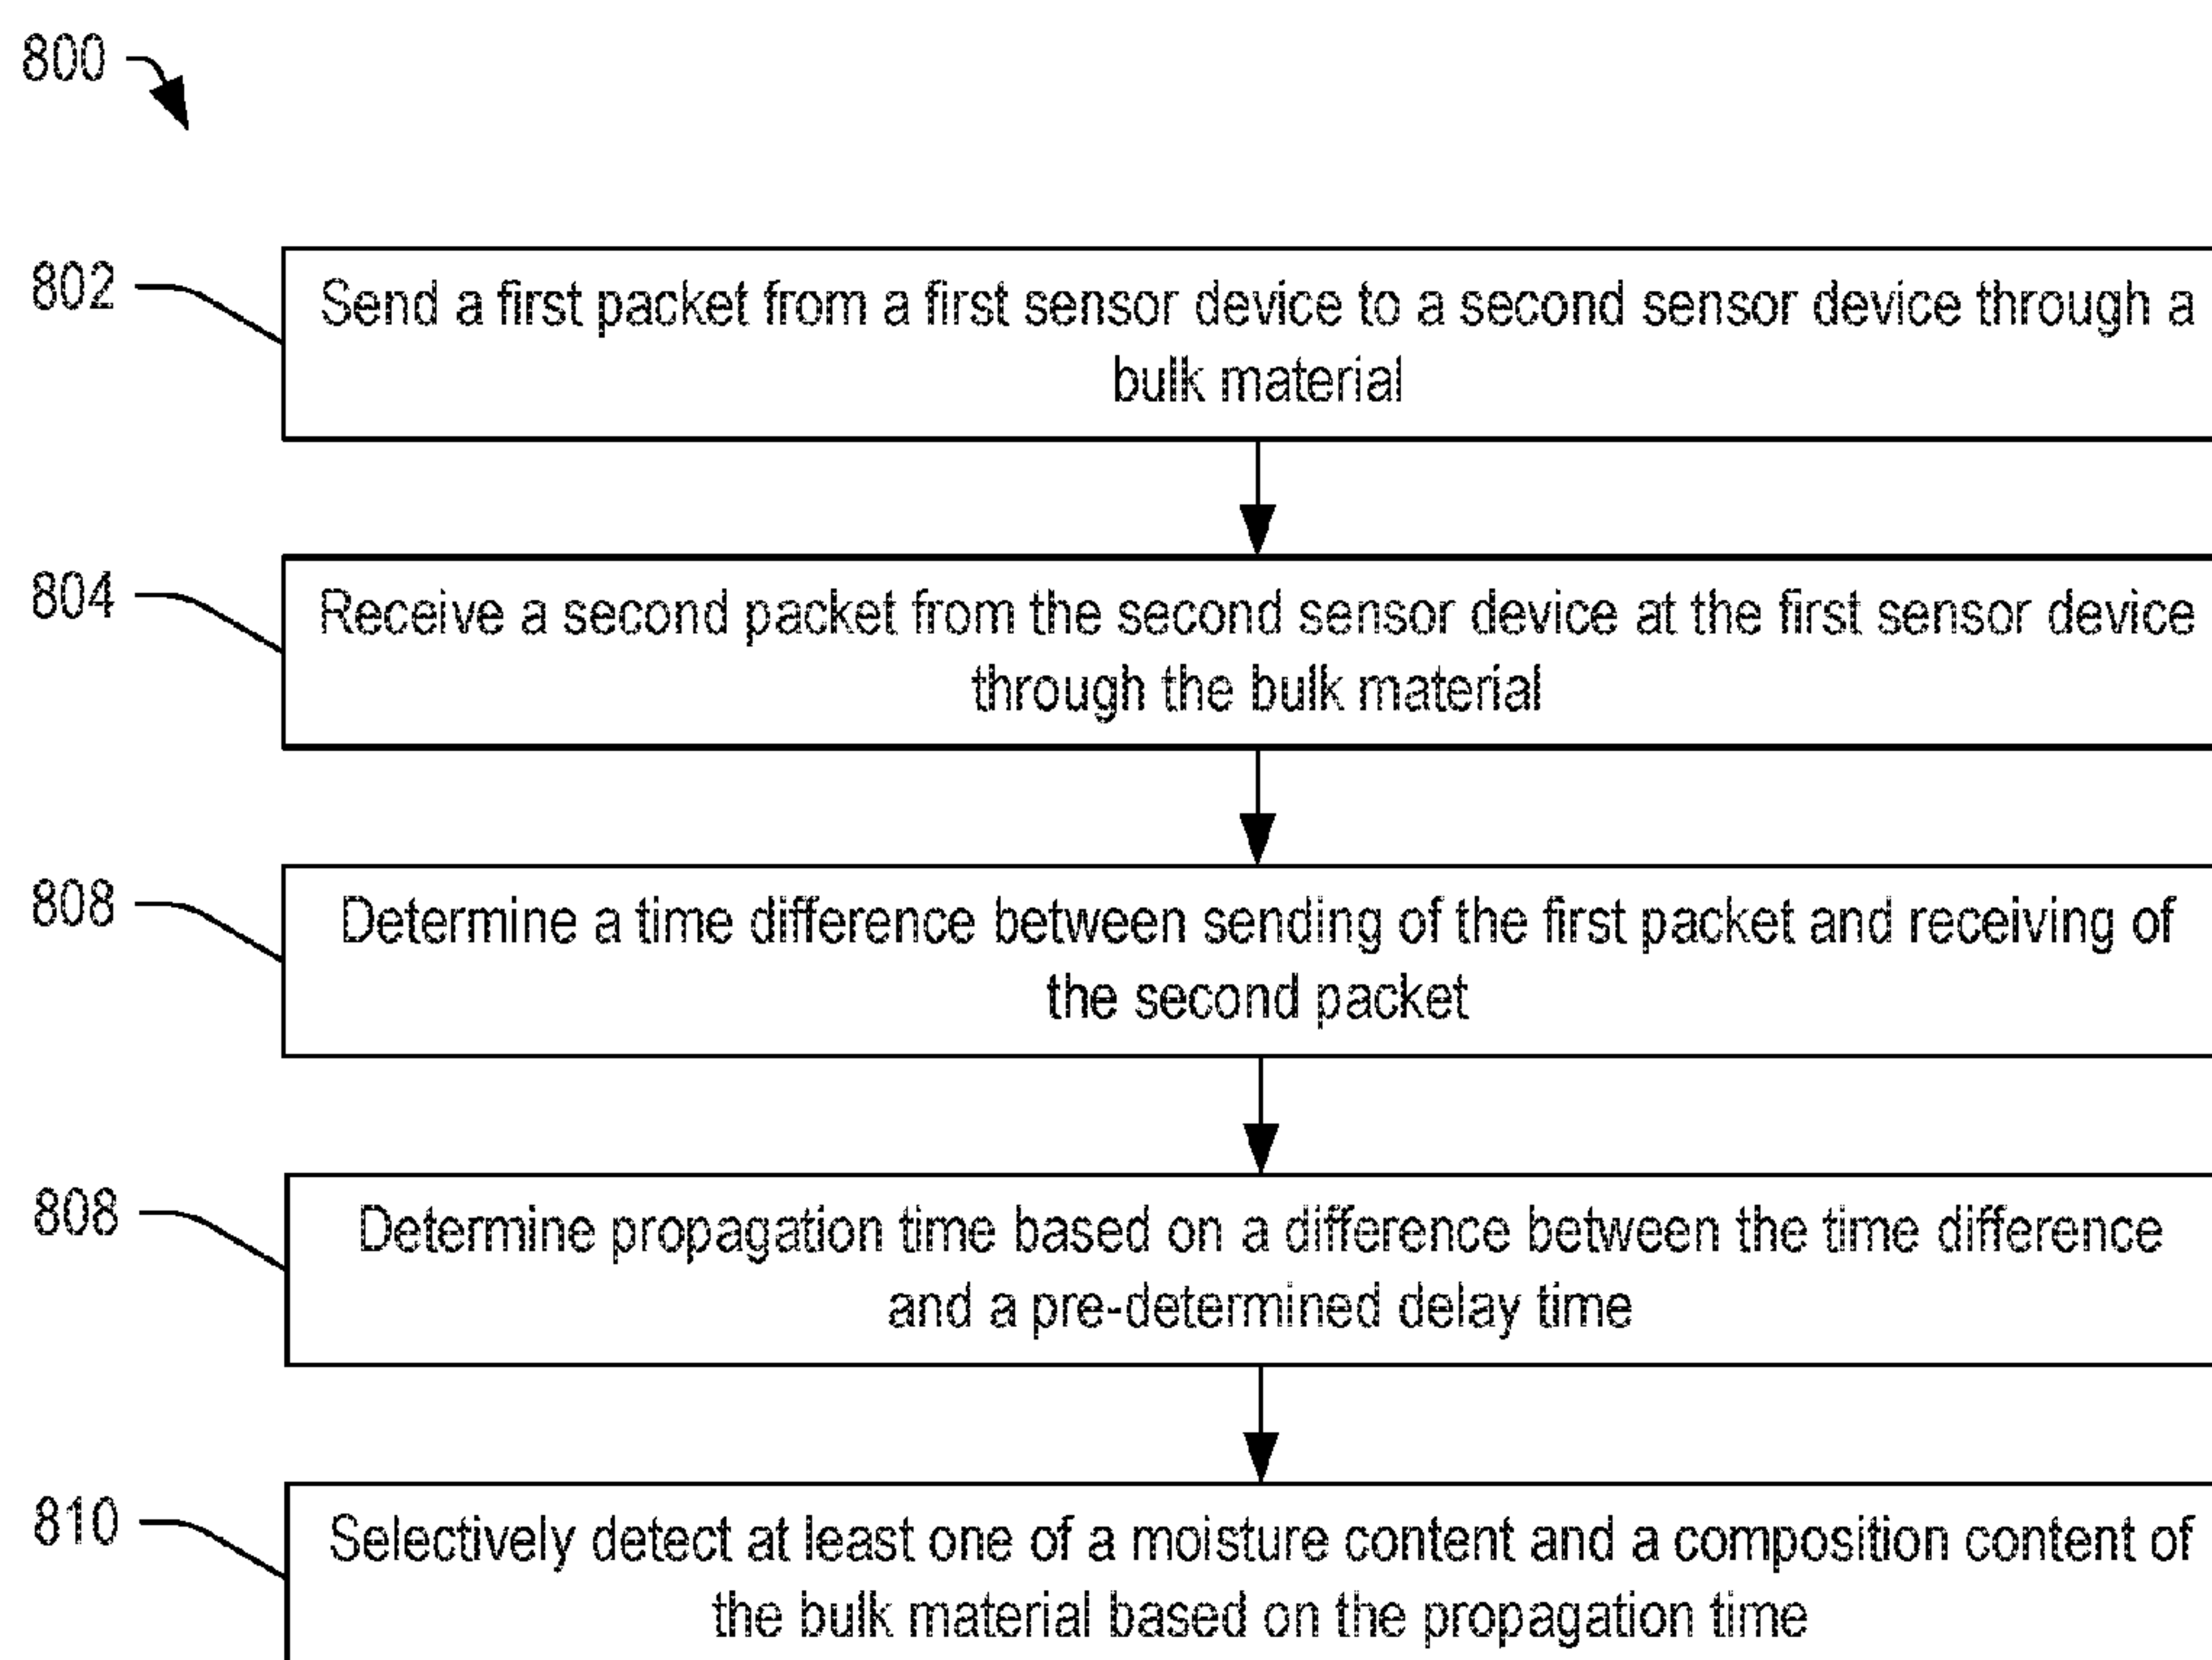 800
802
Send a first packet from a first sensor device to a second sensor device through a
bulk material
804
Receive a second packet from the second sensor device at the first sensor device
through the bulk material
808
Determine a time difference between sending of the first packet and receiving of
the second packet
808
Determine propagation time based on a difference between the time difference
and a pre-determined delay time
810
Selectively detect at least one of a moisture content and a composition content of
the bulk material based on the propagation time